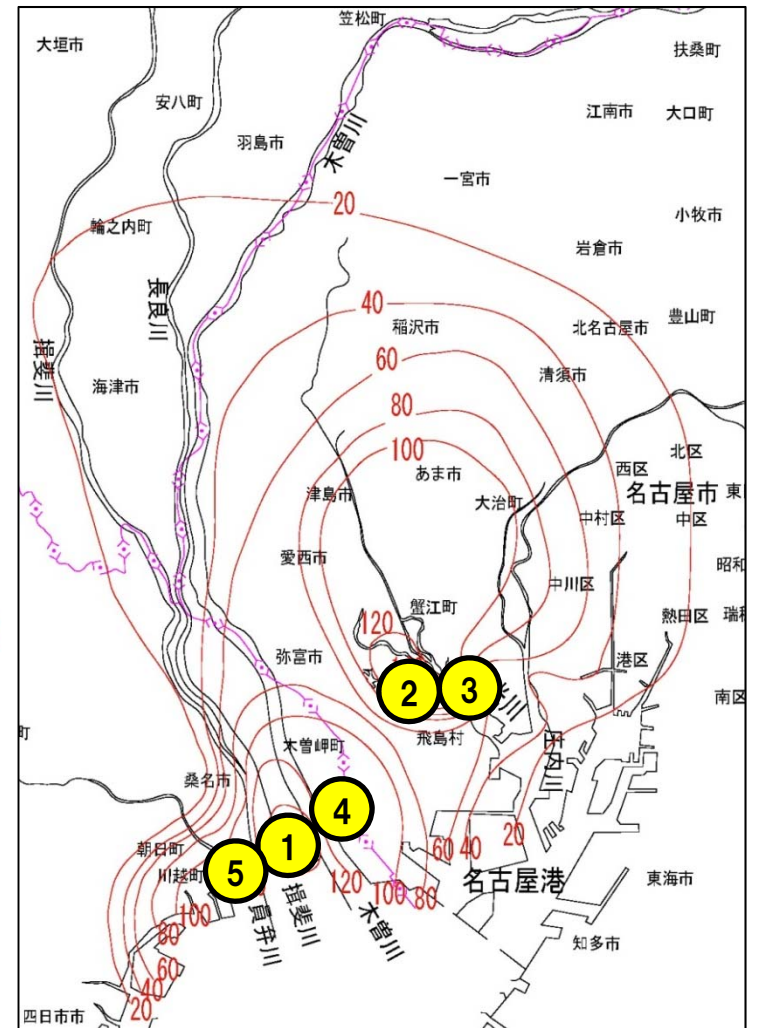 笠松町
大垣市
扶桑町
安八町
江南市
大口町
羽島市
木曽川
一宮市
20
小牧市
輪之内町
岩倉市
長良川
40
豊山町
稲沢市
北名古屋市
揖斐川
60
清須市
海津市
80
100
北区
あま市
西区
津島市
大治町
名古屋市
東
中村区
中区
愛西市
昭和
中川区
蟹江町
120
熱田区
瑞穂
弥富市
港区
2
3
南区
飛島村
庄内川
木曽岬町
町
桑名市
4
20
朝日町
1
60
40
5
川越町
120
100
80
名古屋港
東海市
100
揖斐川
員弁川
木曽川
80
知多市
60
40
20
四日市市